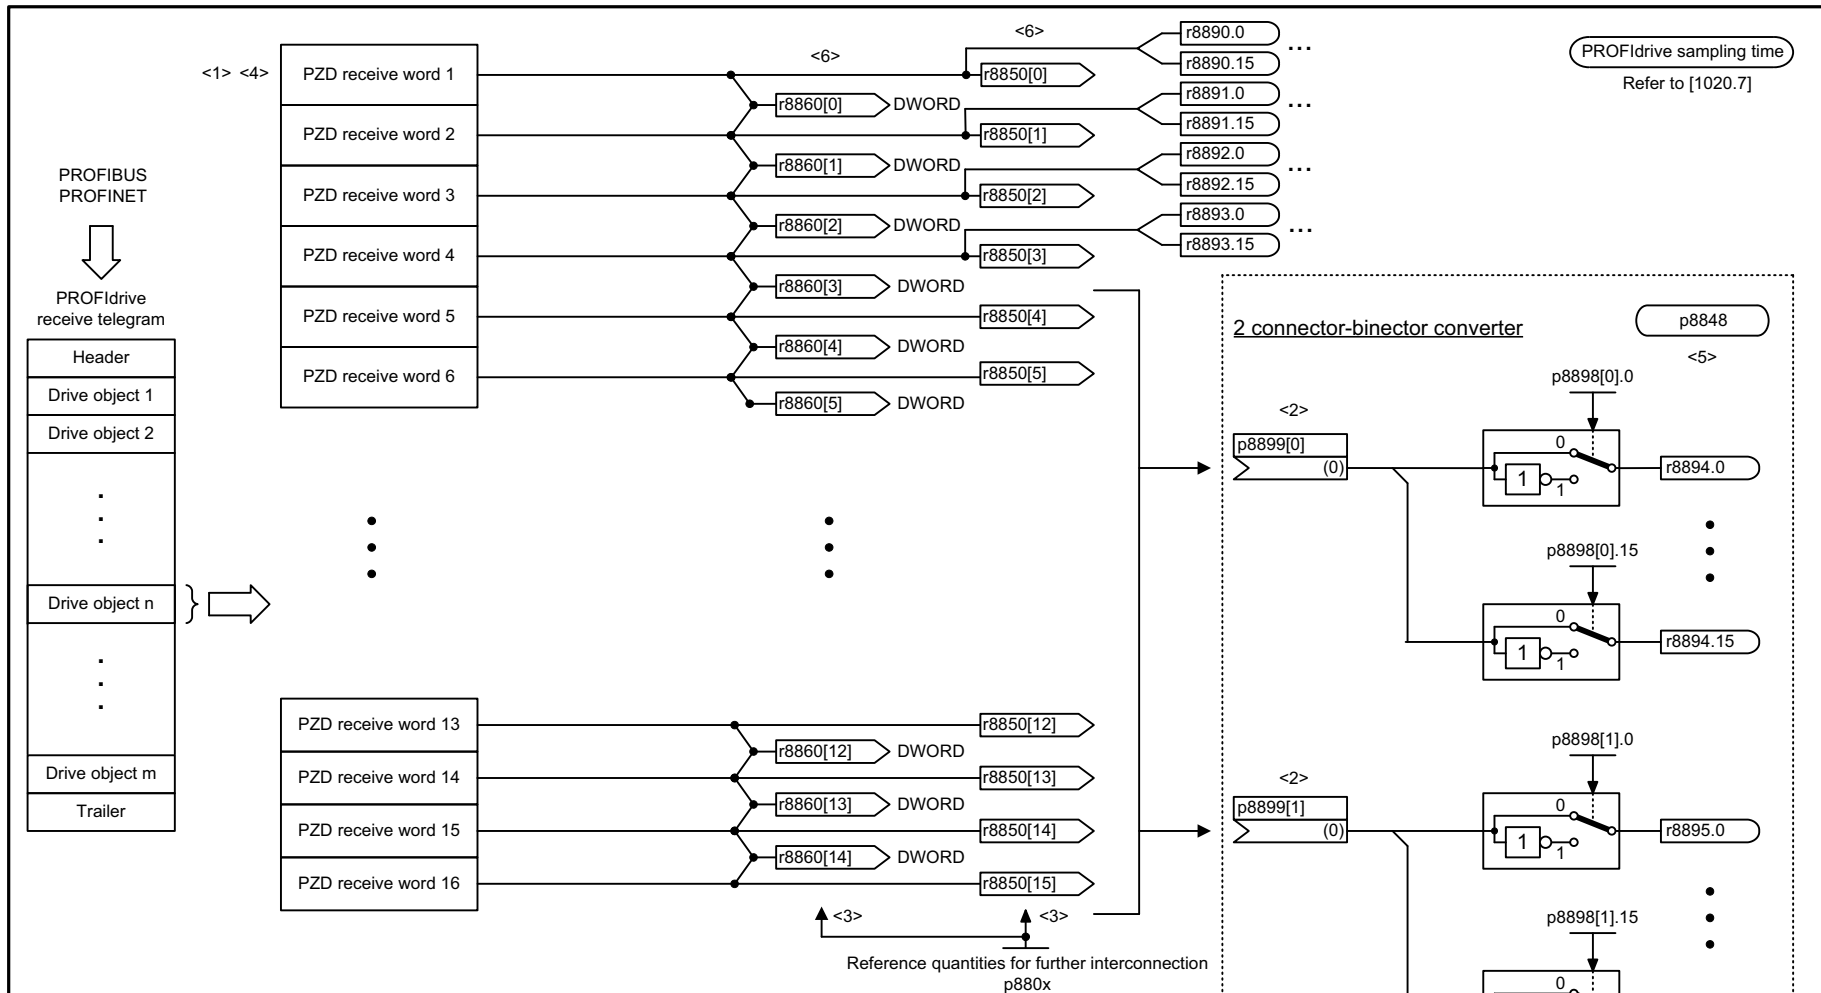 <6>
r8890.0
...
r8890.15
PROFIdrive sampling time
Refer to [1020.7]
<1> <4>
PZD receive word 1
<6>
r8850[0]
r8860[0]
DWORD
r8891.0
...
r8891.15
PZD receive word 2
r8850[1]
r8860[1]
DWORD
r8892.0
...
r8892.15
PROFIBUS
PROFINET
PZD receive word 3
r8850[2]
r8860[2]
DWORD
r8893.0
...
r8893.15
PZD receive word 4
r8850[3]
r8860[3]
DWORD
PROFIdrive
receive telegram
PZD receive word 5
r8850[4]
r8860[4]
DWORD
PZD receive word 6
r8850[5]
r8860[5]
DWORD
Header
Drive object 1
Drive object 2
Drive object n
}
Drive object m
Trailer
PZD receive word 13
r8850[12]
r8860[12]
DWORD
PZD receive word 14
r8850[13]
r8860[13]
DWORD
PZD receive word 15
r8850[14]
r8860[14]
DWORD
PZD receive word 16
r8850[15]
<3>
<3>
Reference quantities for further interconnection
p880x
2 connector-binector converter
p8848
<5>
p8898[0].0
<2>
p8899[0]
(0)
0
1
1
r8894.0
p8898[0].15
0
1
1
r8894.15
p8898[1].0
<2>
p8899[1]
(0)
0
1
1
r8895.0
p8898[1].15
0